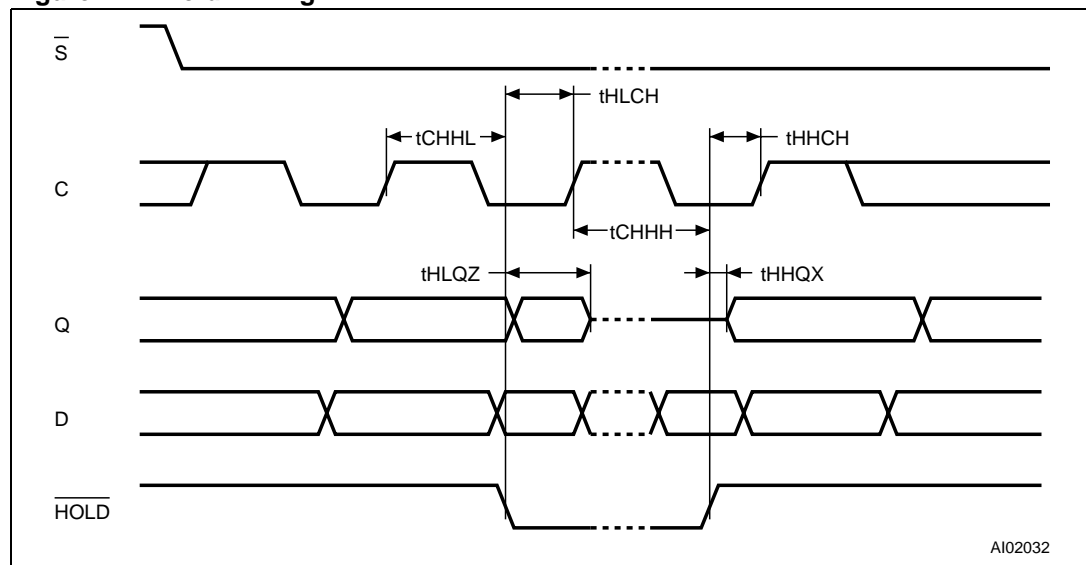 S
tHLCH
tCHHL
tHHCH
C
tCHHH
tHLQZ
tHHQX
Q
D
HOLD
AI02032